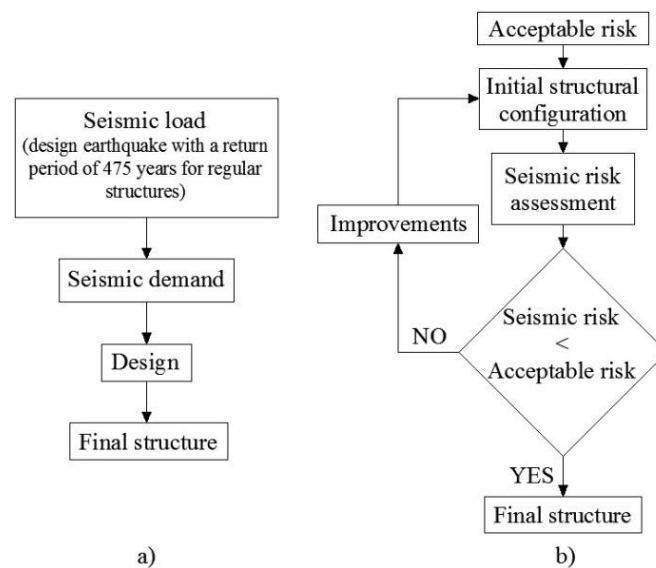 Seismic load
(design earthquake with a return
period of 475 years for regular
structures)
Seismic demand
Design
Final structure
a)
Acceptable risk
Initial structural
configuration
Seismic risk
assessment
Improvements
Seismic risk
<
Acceptable risk
NO
YES
Final structure
b)